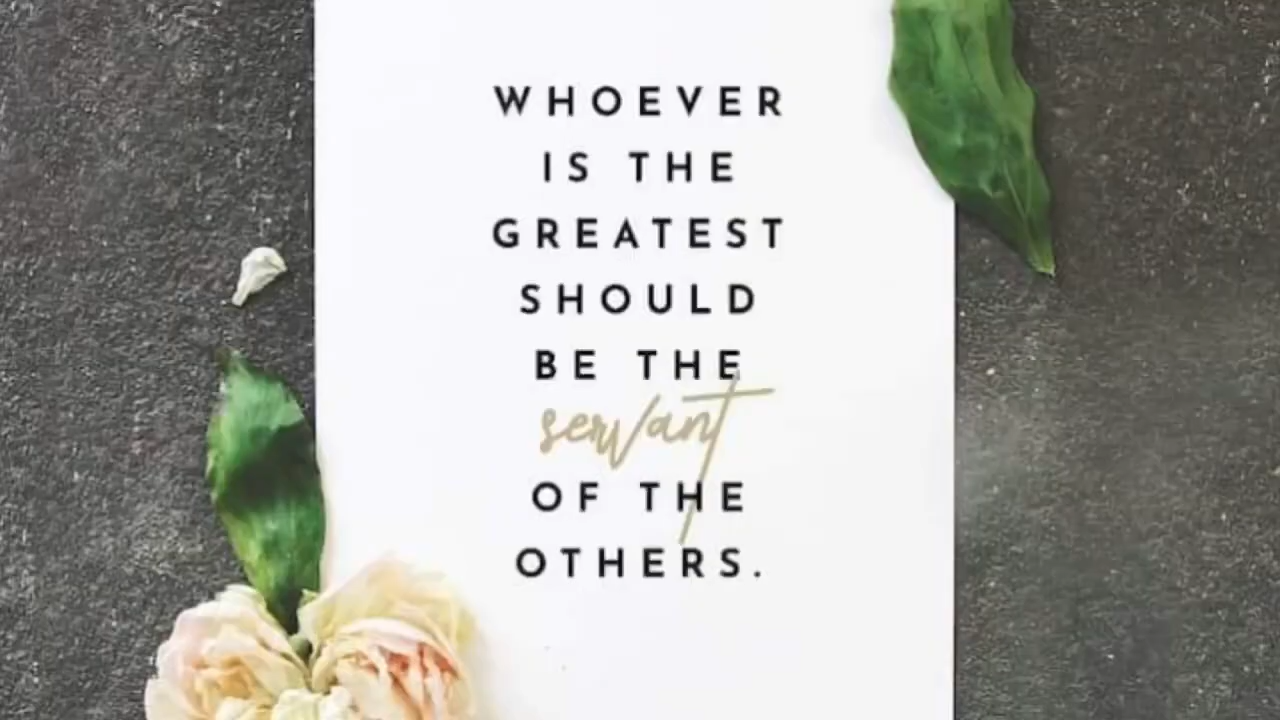 WHOEVER
IS THE
GREATEST
SHOULD
BE THE
servant
OF THE
OTHERS.